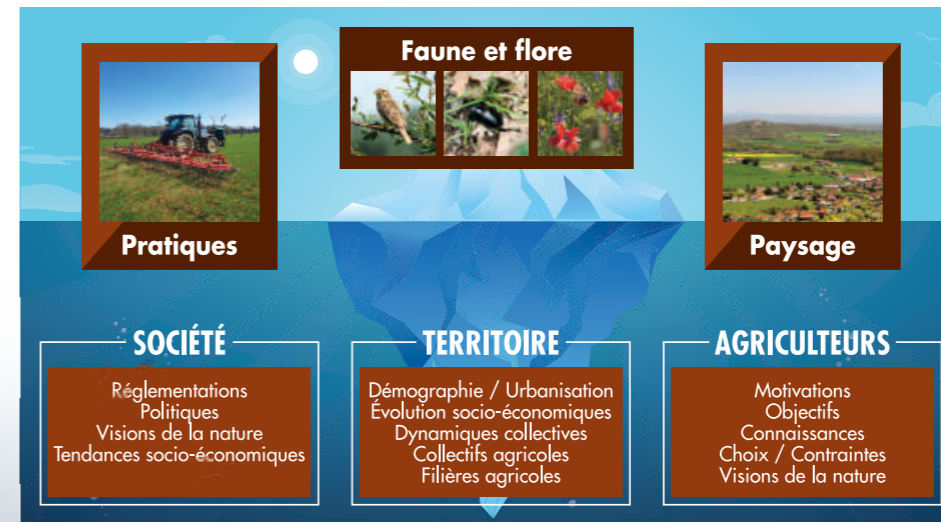 Faune et flore
Pratiques
Paysage
SOCIÉTÉ
Réglementations
Politiques
Visions de la nature
Tendances socio-économiques
TERRITOIRE
Démographie / Urbanisation
Évolution socio-économiques
Dynamiques collectives
Collectifs agricoles
Filières agricoles
AGRICULTEURS
Motivations
Objectifs
Connaissances
Choix / Contraintes
Visions de la nature